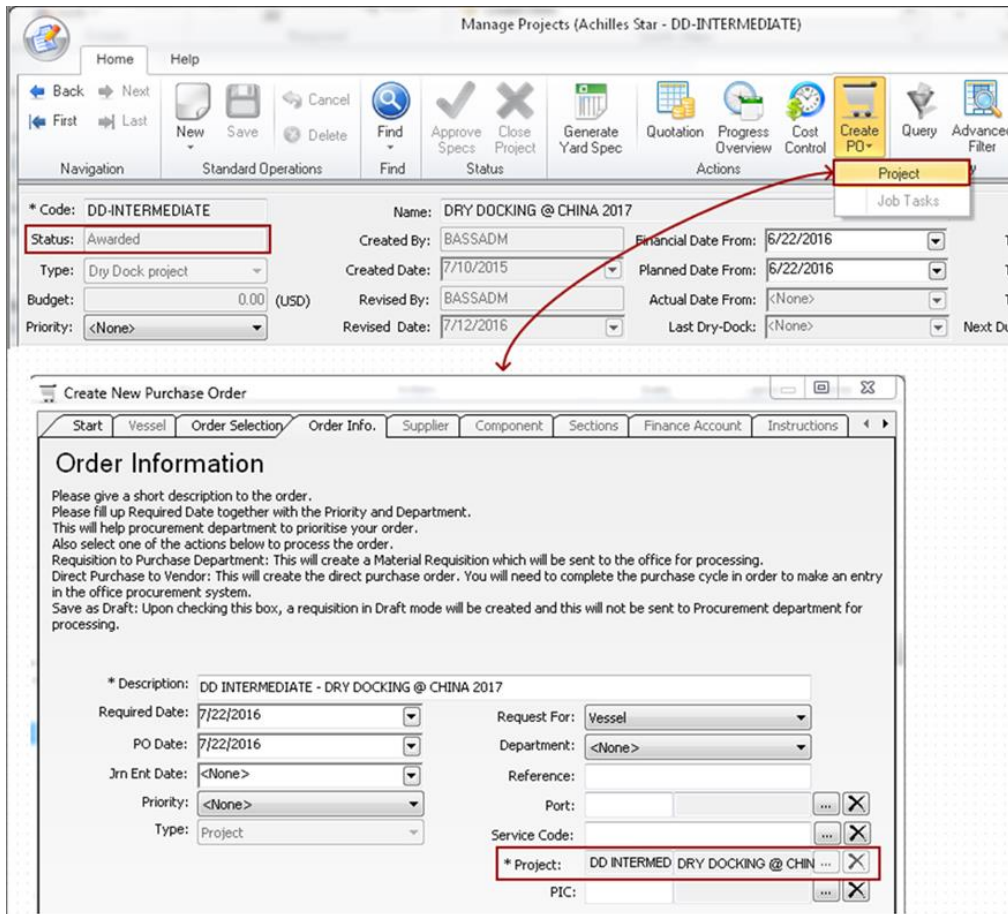 Manage Projects (Achilles Star - DD-INTERMEDIATE)
Home Help
Back Next
First Last
New Save Cancel Delete
Find
Approve Specs Close Project
Generate Yard Spec
Quotation Progress Overview Cost Control Create PO
Query Advanced Filter
Navigation Standard Operations Find Status Actions
Project
Job Tasks
* Code: DD-INTERMEDIATE Name: DRY DOCKING @ CHINA 2017
Status: Awarded Created By: BASSADM Financial Date From: 6/22/2016
Type: Dry Dock project Created Date: 7/10/2015 Planned Date From: 6/22/2016
Budget: 0.00 (USD) Revised By: BASSADM Actual Date From: <None>
Priority: <None> Revised Date: 7/12/2016 Last Dry-Dock: <None> Next Du
Create New Purchase Order
Start Vessel Order Selection Order Info. Supplier Component Sections Finance Account Instructions
Order Information
Please give a short description to the order.
Please fill up Required Date together with the Priority and Department.
This will help procurement department to prioritise your order.
Also select one of the actions below to process the order.
Requisition to Purchase Department: This will create a Material Requisition which will be sent to the office for processing.
Direct Purchase to Vendor: This will create the direct purchase order. You will need to complete the purchase cycle in order to make an entry
in the office procurement system.
Save as Draft: Upon checking this box, a requisition in Draft mode will be created and this will not be sent to Procurement department for
processing.
* Description: DD INTERMEDIATE - DRY DOCKING @ CHINA 2017
Required Date: 7/22/2016 Request For: Vessel
PO Date: 7/22/2016 Department: <None>
Jrn Ent Date: <None> Reference:
Priority: <None> Port: ...
Type: Project Service Code: ...
* Project: DD INTERMED DRY DOCKING @ CHIN ...
PIC: ...